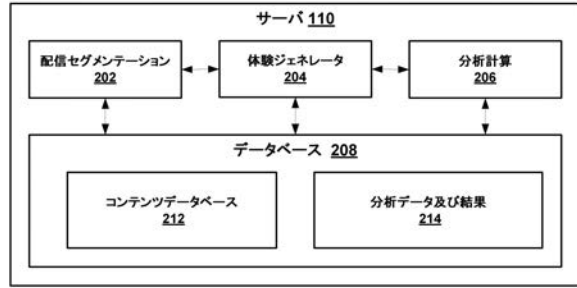 サーバ 110
配信セグメンテーション
202
体験ジェネレータ
204
分析計算
206
データベース 208
コンテンツデータベース
212
分析データ及び結果
214